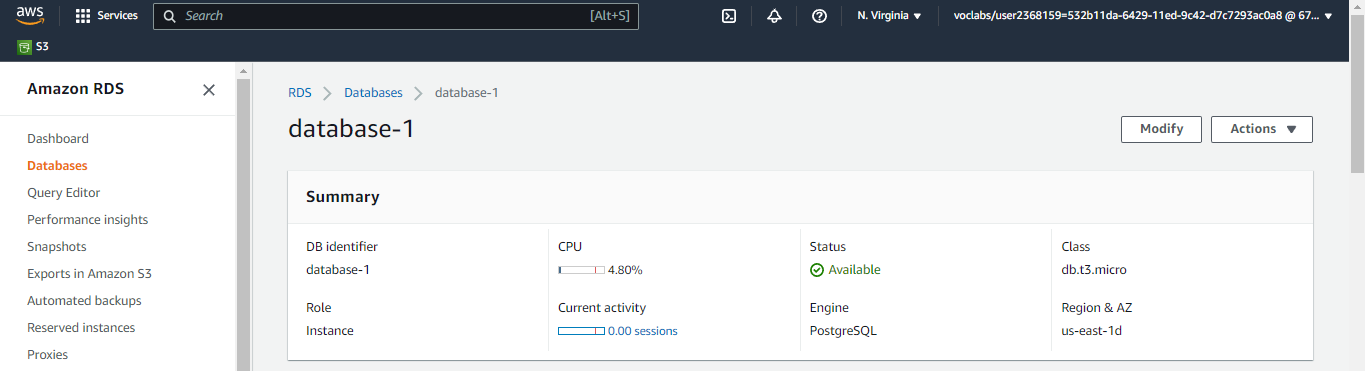 aws Services Search [Alt+S] N. Virginia voclabs/user2368159=532b11da-6429-11ed-9c42-d7c7293ac0a8 @ 67...
S3
Amazon RDS
Dashboard
Databases
Query Editor
Performance insights
Snapshots
Exports in Amazon S3
Automated backups
Reserved instances
Proxies
RDS Databases database-1
database-1 Modify Actions
Summary
DB identifier CPU Status Class
database-1 4.80% Available db.t3.micro
Role Current activity Engine Region & AZ
Instance 0.00 sessions PostgreSQL us-east-1d